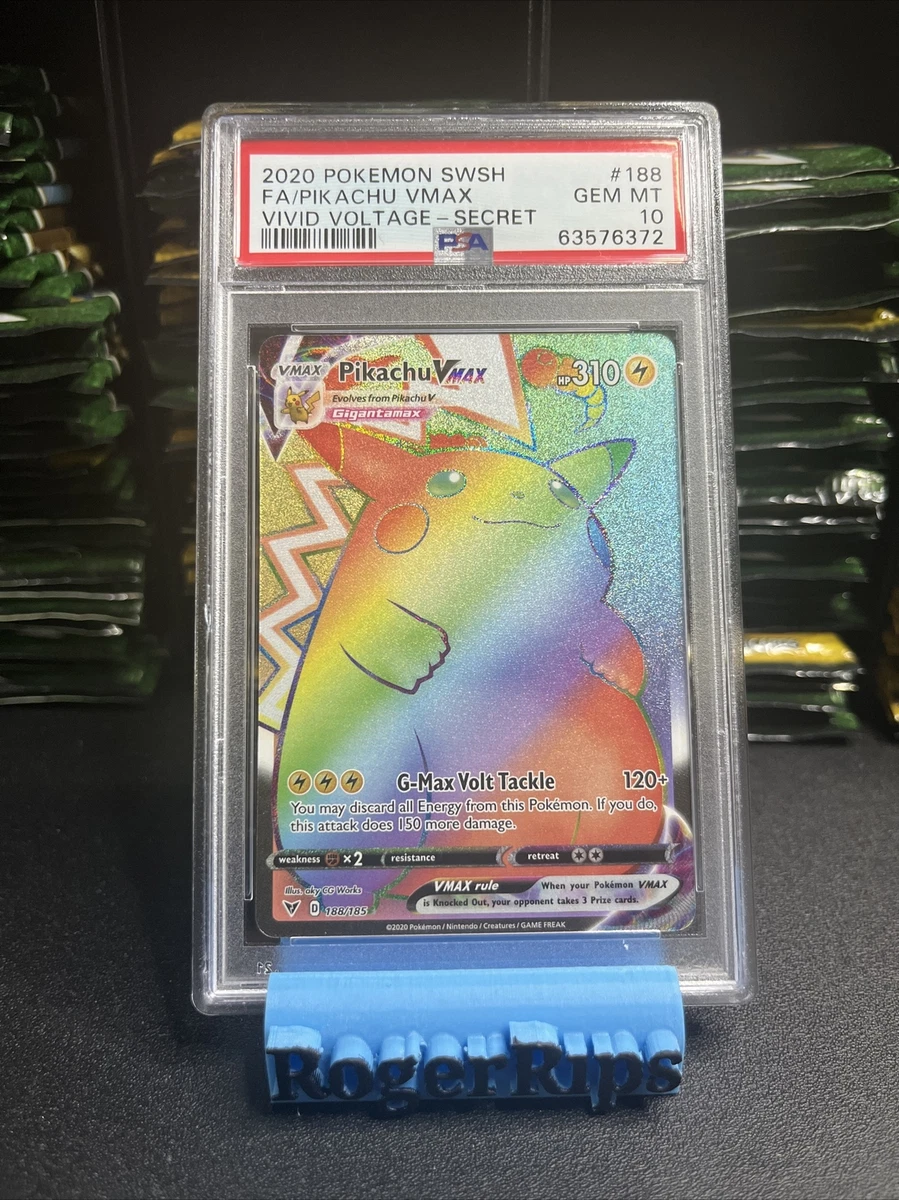 2020 POKEMON SWSH #188
FA/PIKACHU VMAX GEM MT
VIVID VOLTAGE-SECRET 10
PSA 63576372
VMAX Pikachu VMAX HP310
Evolves from Pikachu V
Gigantamax
G-Max Volt Tackle 120+
You may discard all Energy from this Pokémon. If you do,
this attack does 150 more damage.
weakness ×2 resistance retreat
Illus. aky CG Works
VMAX rule When your Pokémon VMAX
is Knocked Out, your opponent takes 3 Prize cards.
D 188/185
©2020 Pokémon / Nintendo / Creatures / GAME FREAK
RogerRips